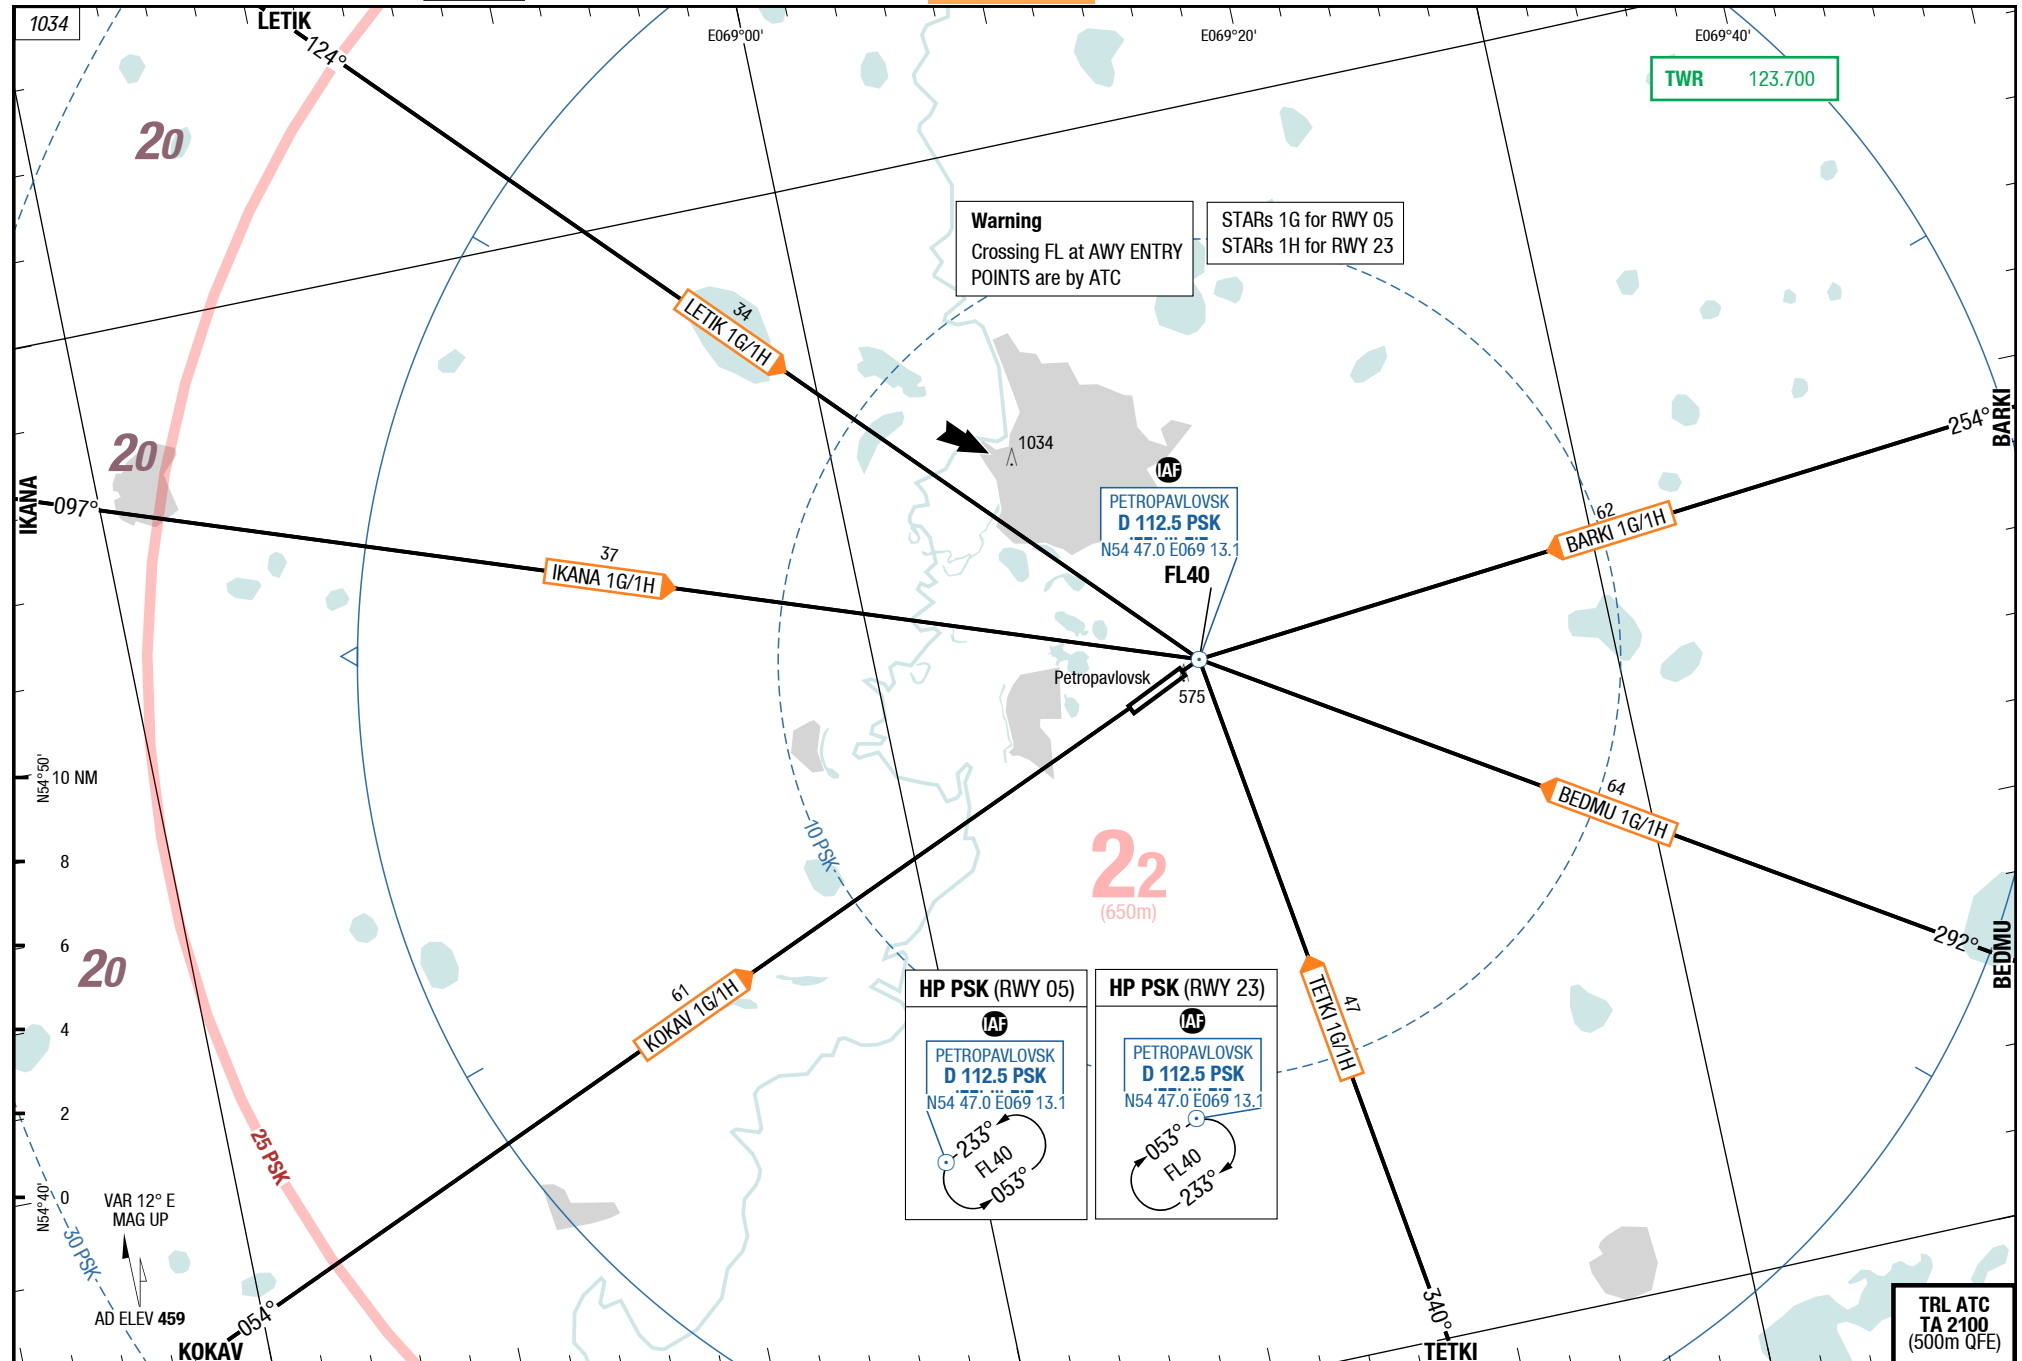 1034
LETIK
124°
E069°00'
E069°20'
E069°40'
TWR 123.700
20
Warning
Crossing FL at AWY ENTRY
POINTS are by ATC
STARs 1G for RWY 05
STARs 1H for RWY 23
34
LETIK 1G/1H
BARKI
254°
1034
20
IAF
PETROPAVLOVSK
D 112.5 PSK
N54 47.0 E069 13.1
FL40
IKANA
097°
62
BARKI 1G/1H
37
IKANA 1G/1H
Petropavlovsk
575
N54°50'
10 NM
8
6
4
2
0
64
BEDMU 1G/1H
10 PSK
22
(650m)
292°
BEDMU
20
61
KOKAV 1G/1H
47
TETKI 1G/1H
HP PSK (RWY 05)
IAF
PETROPAVLOVSK
D 112.5 PSK
N54 47.0 E069 13.1
233°
FL40
053°
HP PSK (RWY 23)
IAF
PETROPAVLOVSK
D 112.5 PSK
N54 47.0 E069 13.1
053°
FL40
233°
25 PSK
N54°40'
VAR 12° E
MAG UP
30 PSK
AD ELEV 459
054°
KOKAV
340°
TETKI
TRL ATC
TA 2100
(500m QFE)